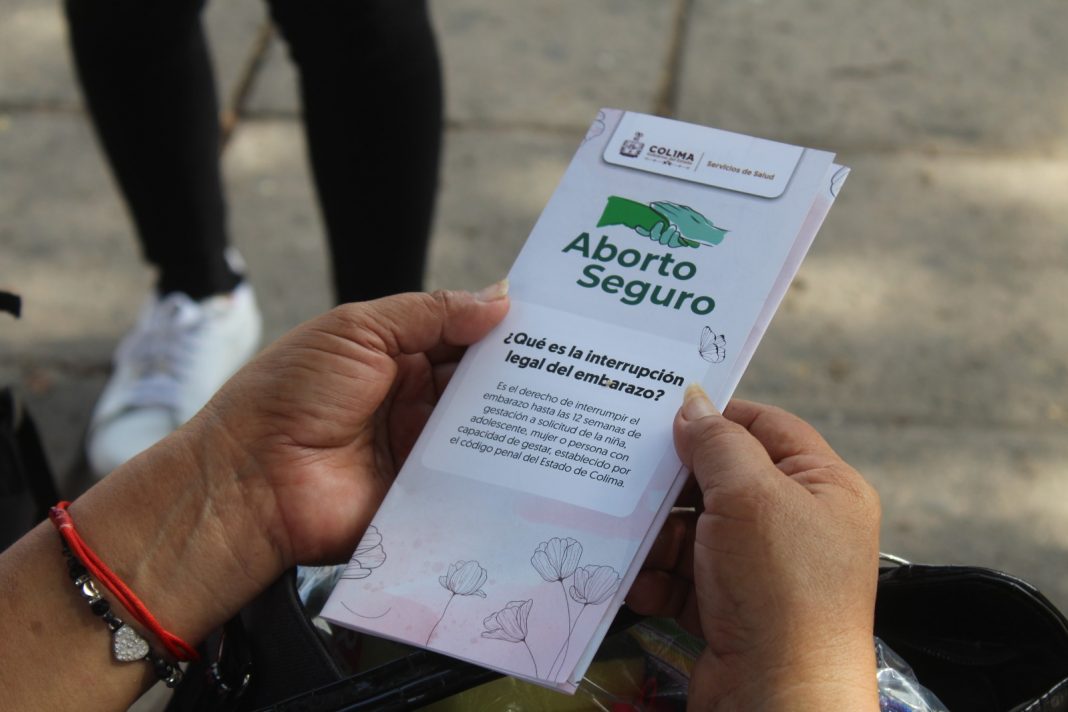 COL1MA
Servicios de Salud
Aborto
Seguro
¿Qué es la interrupción
legal del embarazo?
Es el derecho de interrumpir el
embarazo hasta las 12 semanas de
gestación a solicitud de la niña,
adolescente, mujer o persona con
capacidad de gestar, establecido por
el código penal del Estado de Colima.